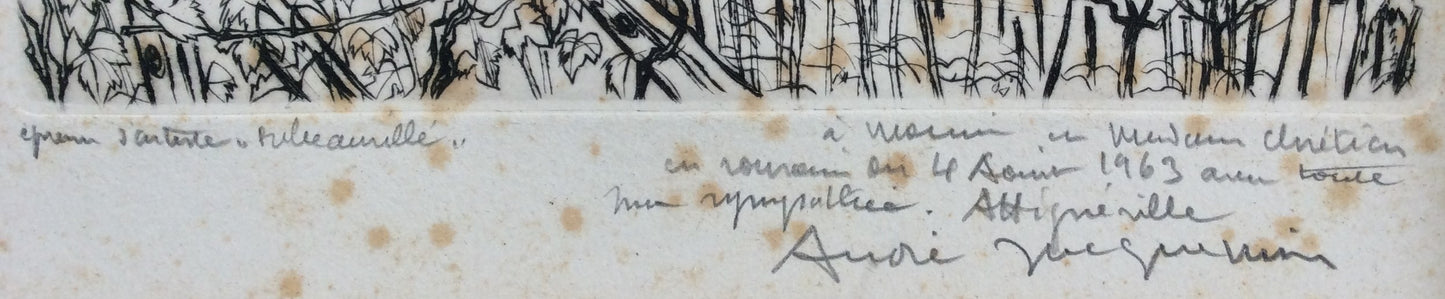 épreuve d'artiste "Ribeauvillé"
à Monsieur et Madame Chrétien
en souvenir du 4 Août 1963 avec toute
ma sympathie. Attignéville
André Jacquemin